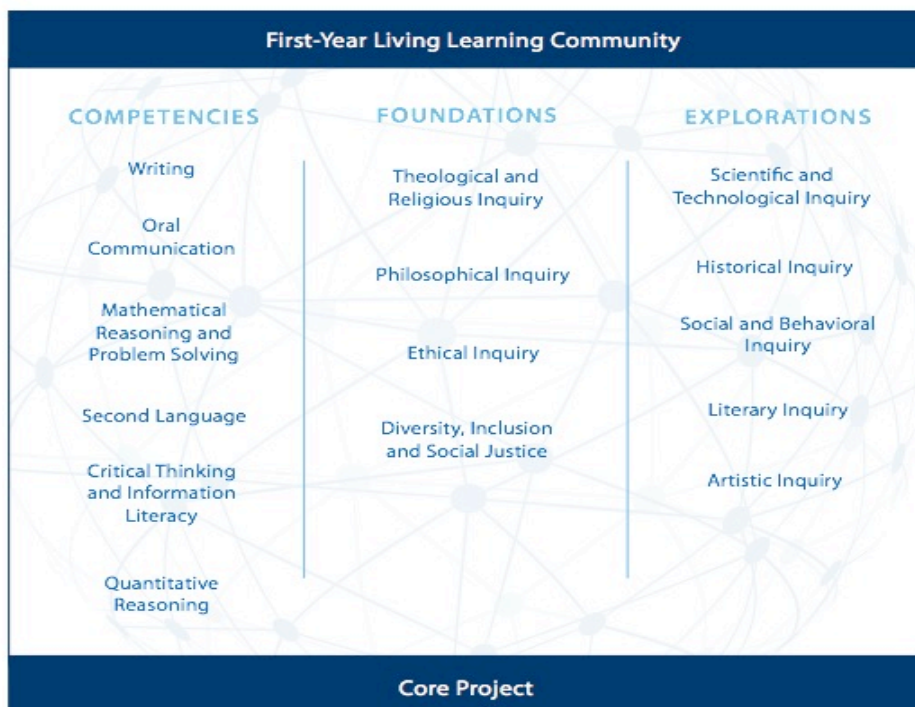 First-Year Living Learning Community
COMPETENCIES
Writing
Oral
Communication
Mathematical
Reasoning and
Problem Solving
Second Language
Critical Thinking
and Information
Literacy
Quantitative
Reasoning
FOUNDATIONS
Theological and
Religious Inquiry
Philosophical Inquiry
Ethical Inquiry
Diversity, Inclusion
and Social Justice
EXPLORATIONS
Scientific and
Technological Inquiry
Historical Inquiry
Social and Behavioral
Inquiry
Literary Inquiry
Artistic Inquiry
Core Project